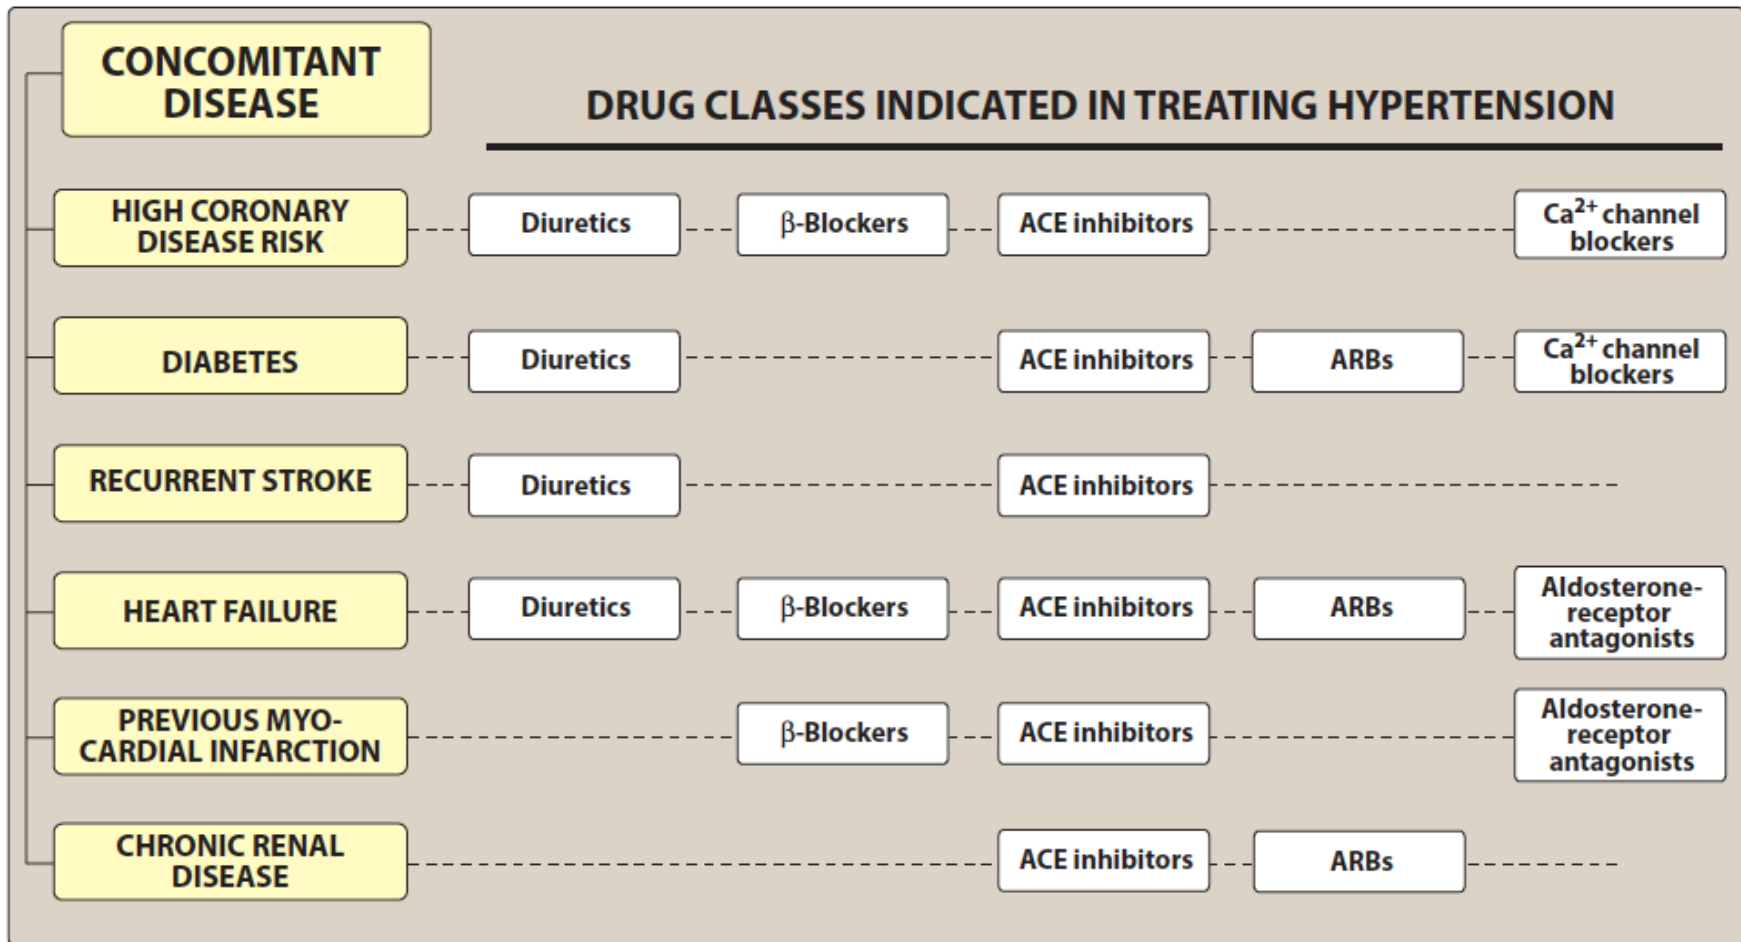 CONCOMITANT
DISEASE
DRUG CLASSES INDICATED IN TREATING HYPERTENSION
HIGH CORONARY
DISEASE RISK
Diuretics
β-Blockers
ACE inhibitors
Ca²⁺ channel
blockers
DIABETES
Diuretics
ACE inhibitors
ARBs
Ca²⁺ channel
blockers
RECURRENT STROKE
Diuretics
ACE inhibitors
HEART FAILURE
Diuretics
β-Blockers
ACE inhibitors
ARBs
Aldosterone-
receptor
antagonists
PREVIOUS MYO-
CARDIAL INFARCTION
β-Blockers
ACE inhibitors
Aldosterone-
receptor
antagonists
CHRONIC RENAL
DISEASE
ACE inhibitors
ARBs